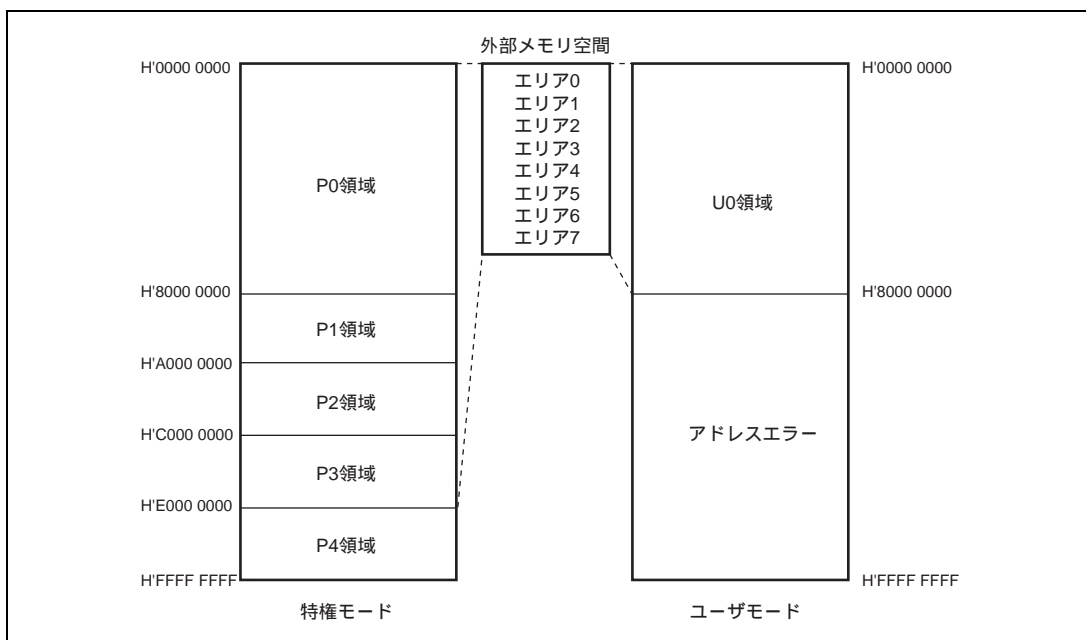 外部メモリ空間
H'0000 0000
エリア0
エリア1
エリア2
エリア3
エリア4
エリア5
エリア6
エリア7
H'0000 0000
P0領域
U0領域
H'8000 0000
H'8000 0000
P1領域
H'A000 0000
P2領域
H'C000 0000
アドレスエラー
P3領域
H'E000 0000
P4領域
H'FFFF FFFF
H'FFFF FFFF
特権モード
ユーザモード